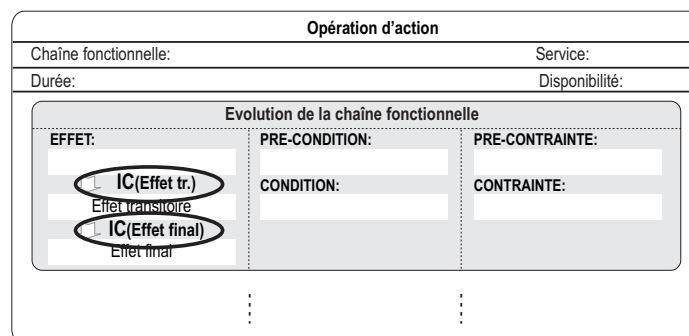 Opération d'action
Chaîne fonctionnelle: Service:
Durée: Disponibilité:
Evolution de la chaîne fonctionnelle
EFFET: PRE-CONDITION: PRE-CONTRAINTE:
IC(Effet tr.) CONDITION: CONTRAINTE:
Effet transitoire
IC(Effet final)
Effet final